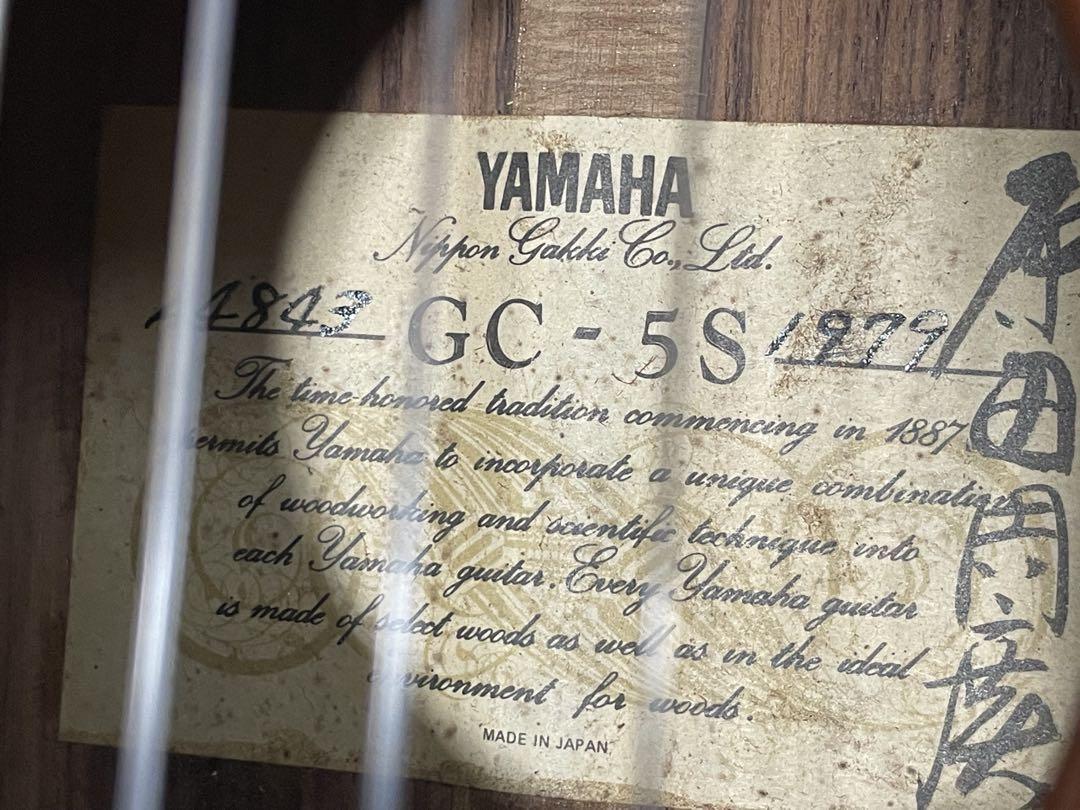 YAMAHA
Nippon Gakki Co., Ltd.
4843 GC-5S 1979
The time-honored tradition commencing in 1887
permits Yamaha to incorporate a unique combination
of woodworking and scientific technique into
each Yamaha guitar. Every Yamaha guitar
is made of select woods as well as in the ideal
environment for woods.
MADE IN JAPAN